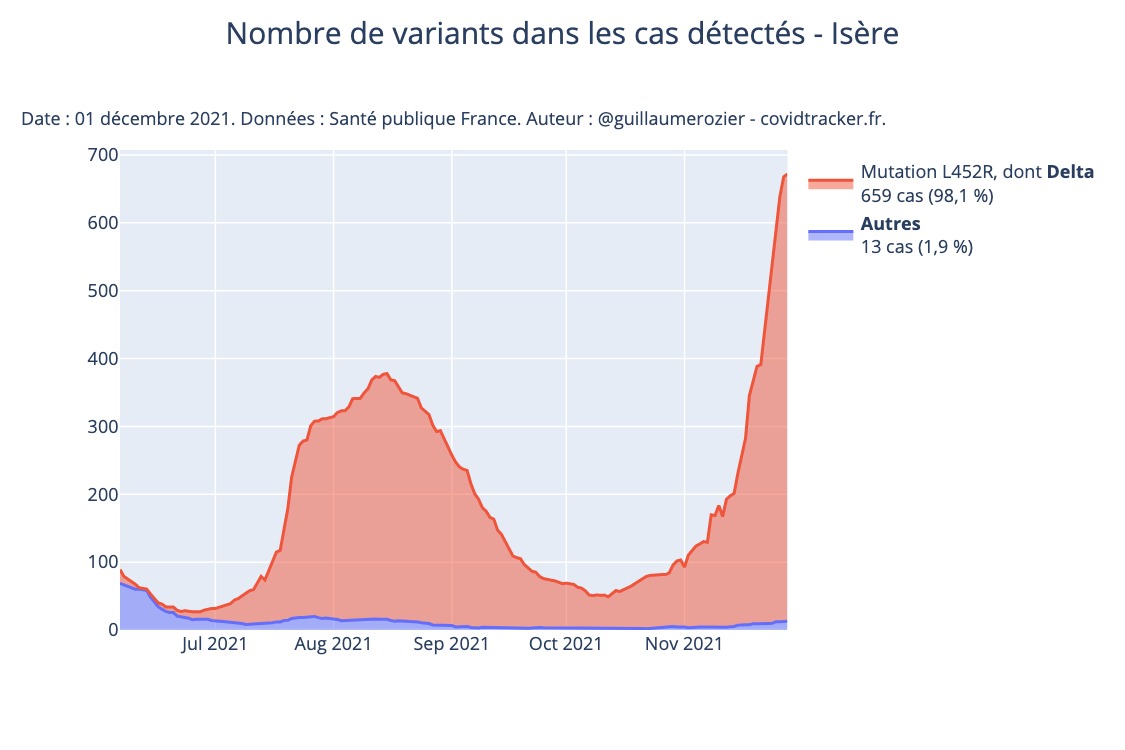 Nombre de variants dans les cas détectés - Isère
Date : 01 décembre 2021. Données : Santé publique France. Auteur : @guillaumerozier - covidtracker.fr.
700
600
500
400
300
200
100
0
Jul 2021
Aug 2021
Sep 2021
Oct 2021
Nov 2021
Mutation L452R, dont Delta
659 cas (98,1 %)
Autres
13 cas (1,9 %)